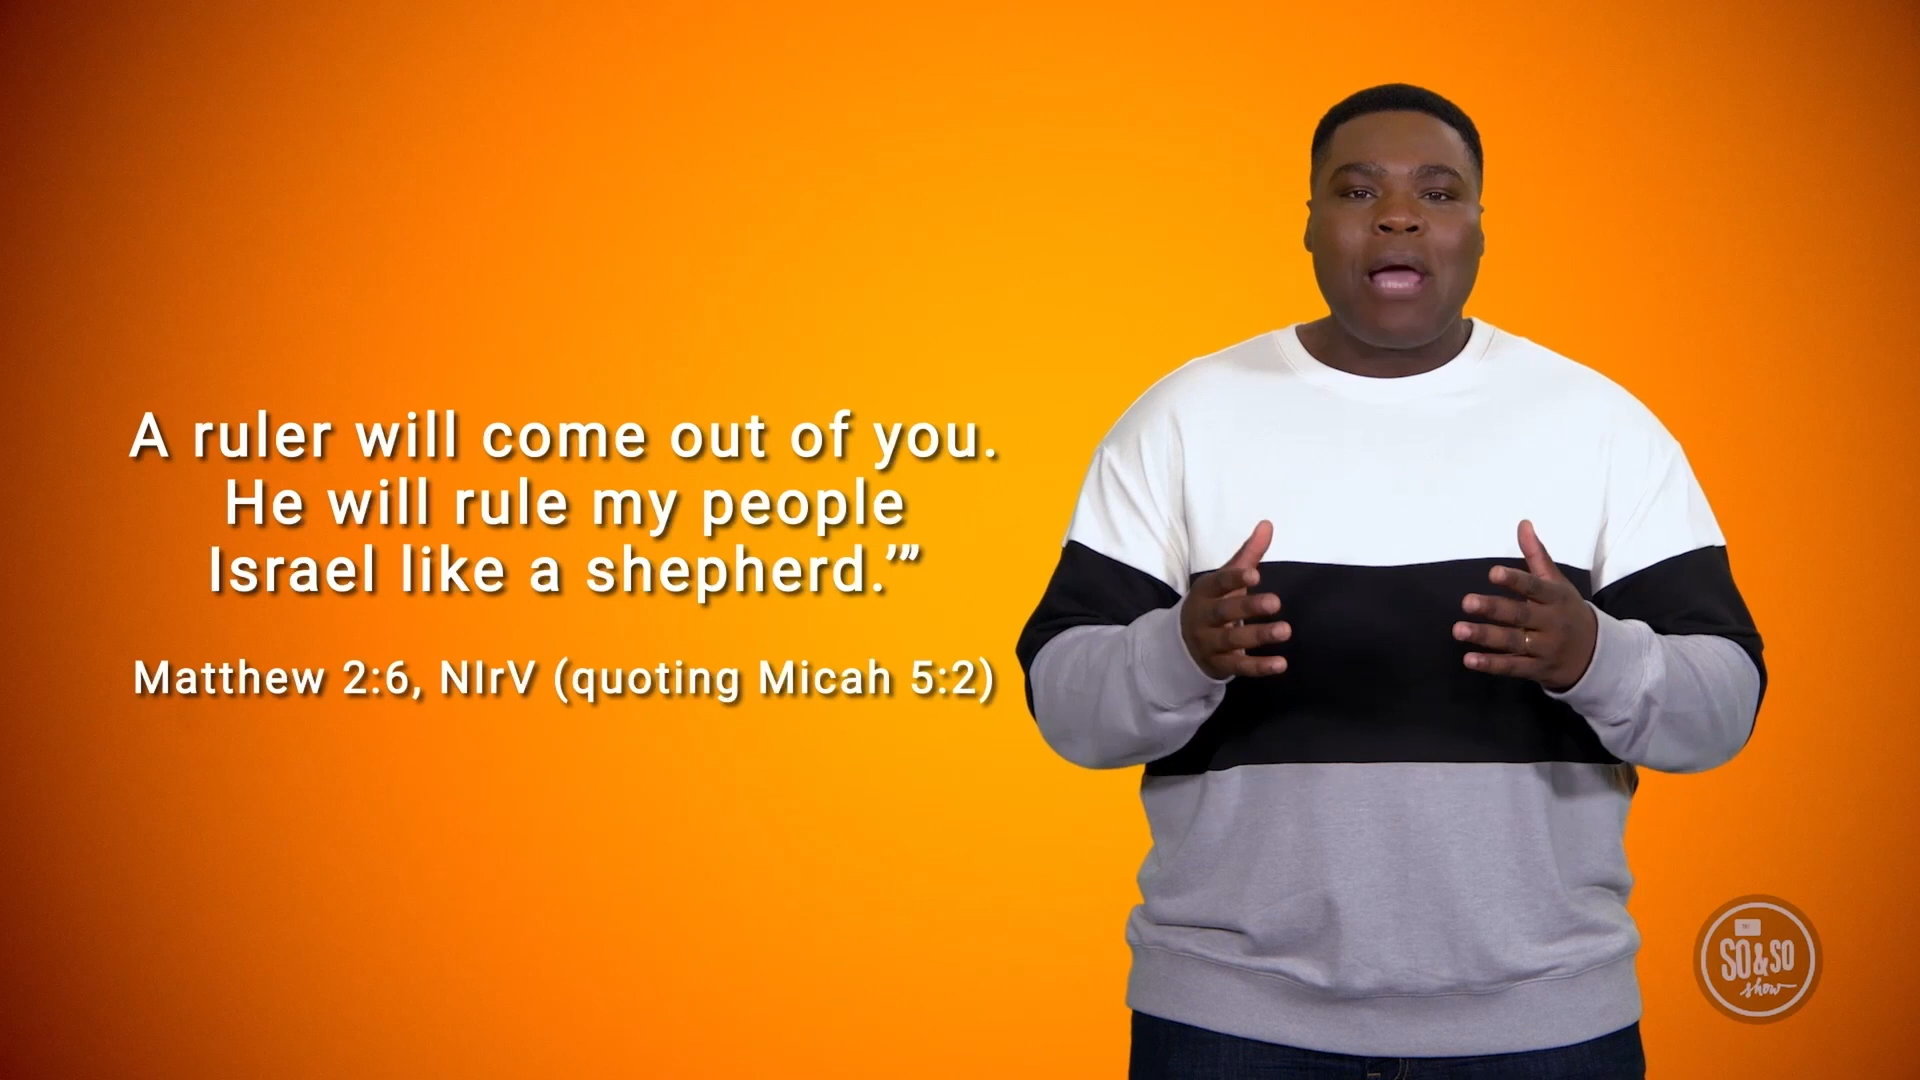 A ruler will come out of you.
He will rule my people
Israel like a shepherd.’”
Matthew 2:6, NIrV (quoting Micah 5:2)
SO & SO
show